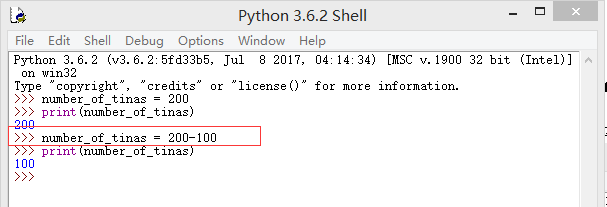 Python 3.6.2 Shell
File Edit Shell Debug Options Window Help
Python 3.6.2 (v3.6.2:5fd33b5, Jul  8 2017, 04:14:34) [MSC v.1900 32 bit (Intel)]
on win32
Type "copyright", "credits" or "license()" for more information.
>>> number_of_tinas = 200
>>> print(number_of_tinas)
200
>>> number_of_tinas = 200-100
>>> print(number_of_tinas)
100
>>>